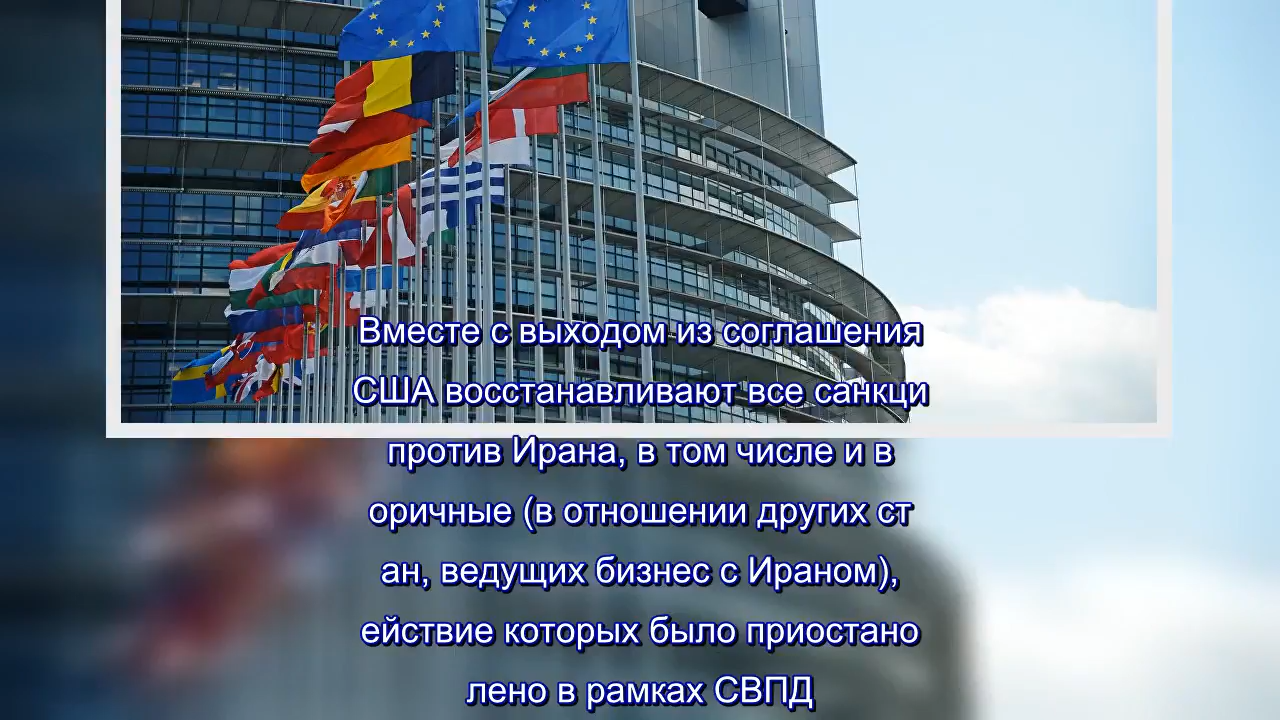 Вместе с выходом из соглашения
США восстанавливают все санкци
против Ирана, в том числе и в
оричные (в отношении других ст
ан, ведущих бизнес с Ираном),
ействие которых было приостано
лено в рамках СВПД